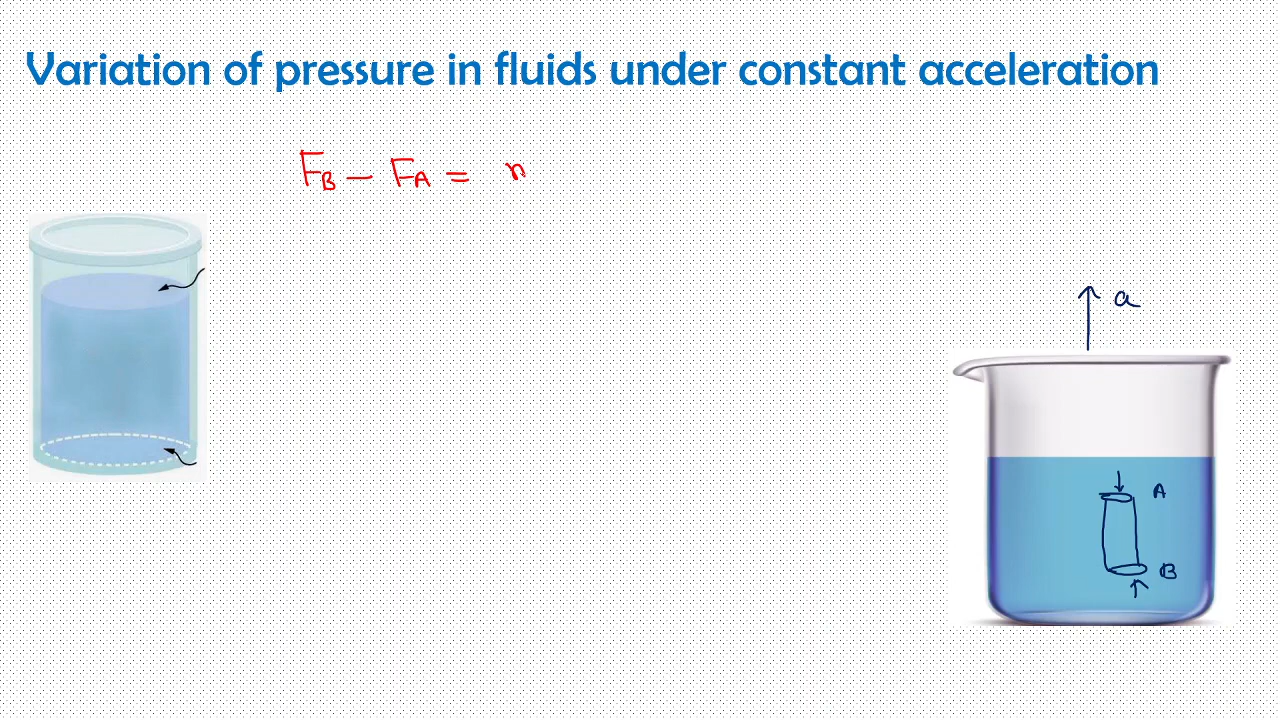 Variation of pressure in fluids under constant acceleration
F_B - F_A = n
a
A
B